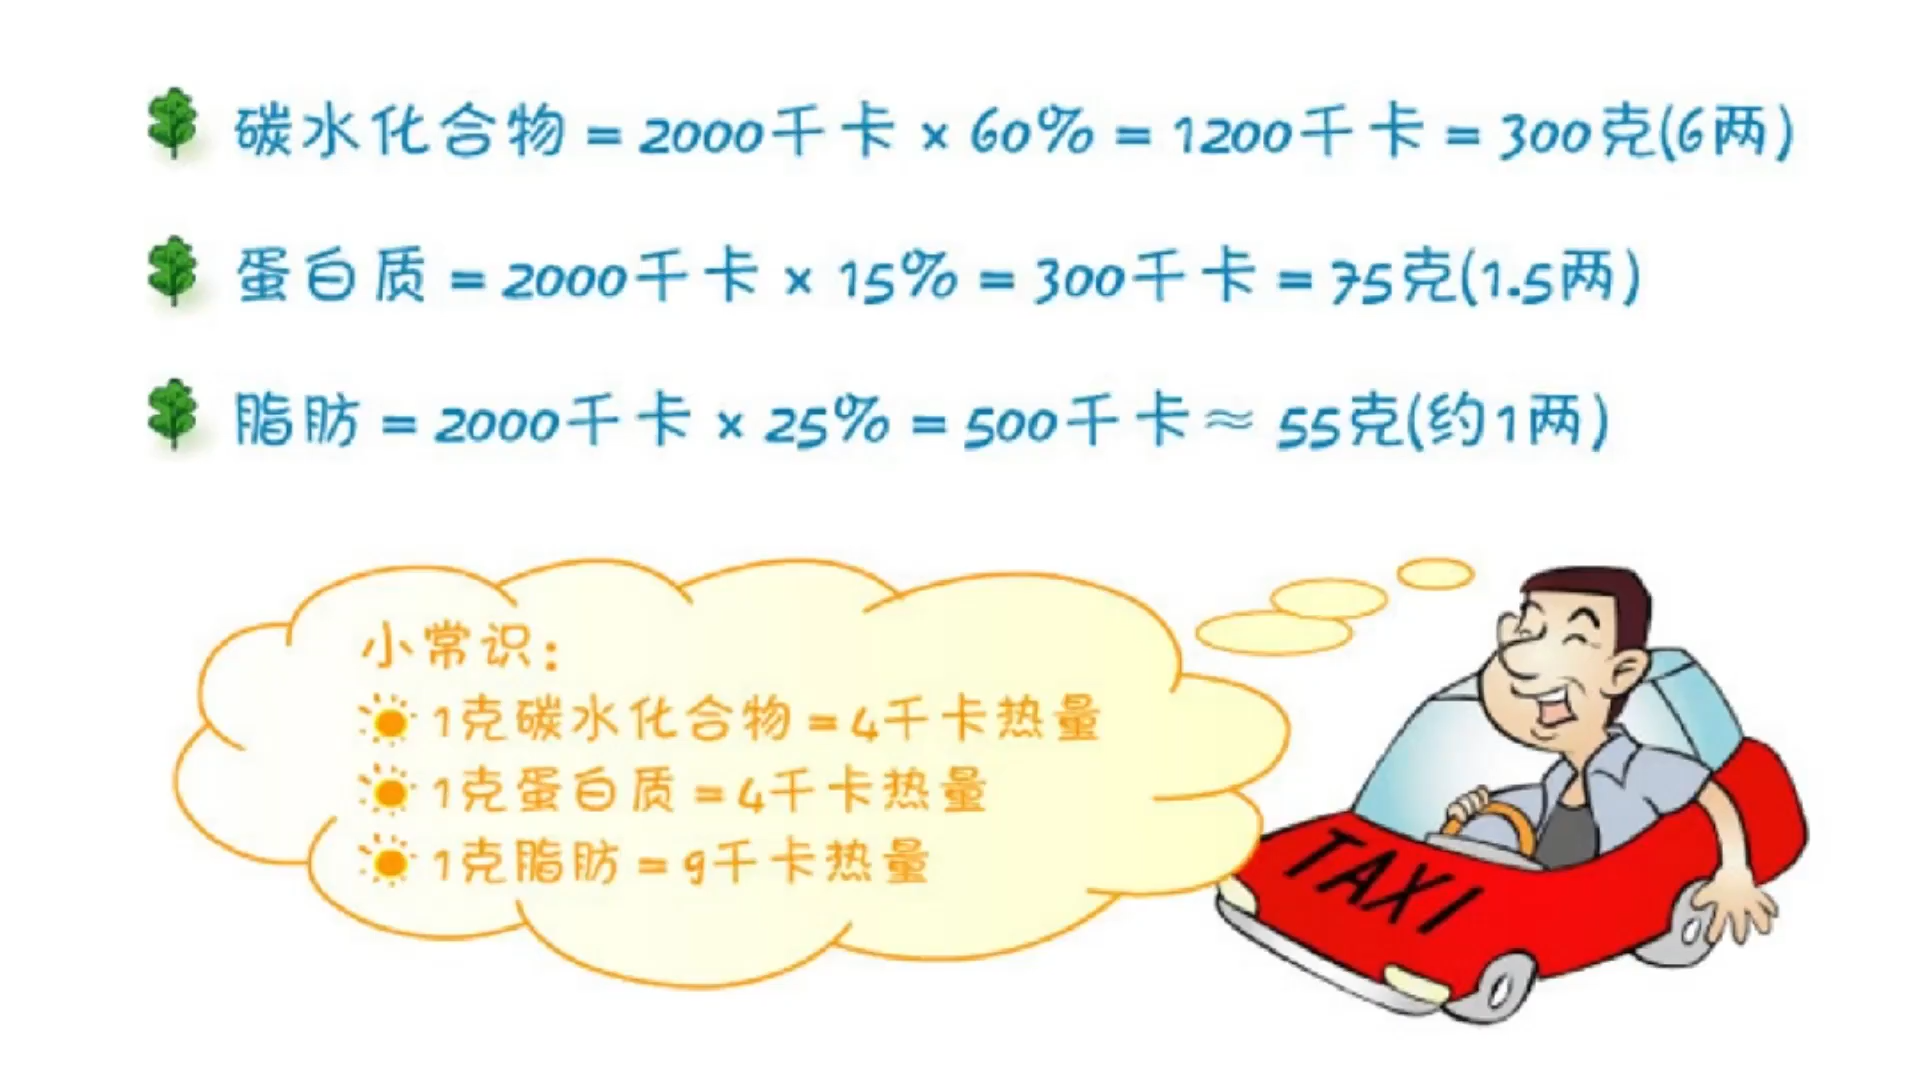 碳水化合物 = 2000千卡 × 60% = 1200千卡 = 300克(6两)
蛋白质 = 2000千卡 × 15% = 300千卡 = 75克(1.5两)
脂肪 = 2000千卡 × 25% = 500千卡 ≈ 55克(约1两)
小常识:
1克碳水化合物 = 4千卡热量
1克蛋白质 = 4千卡热量
1克脂肪 = 9千卡热量
TAXI